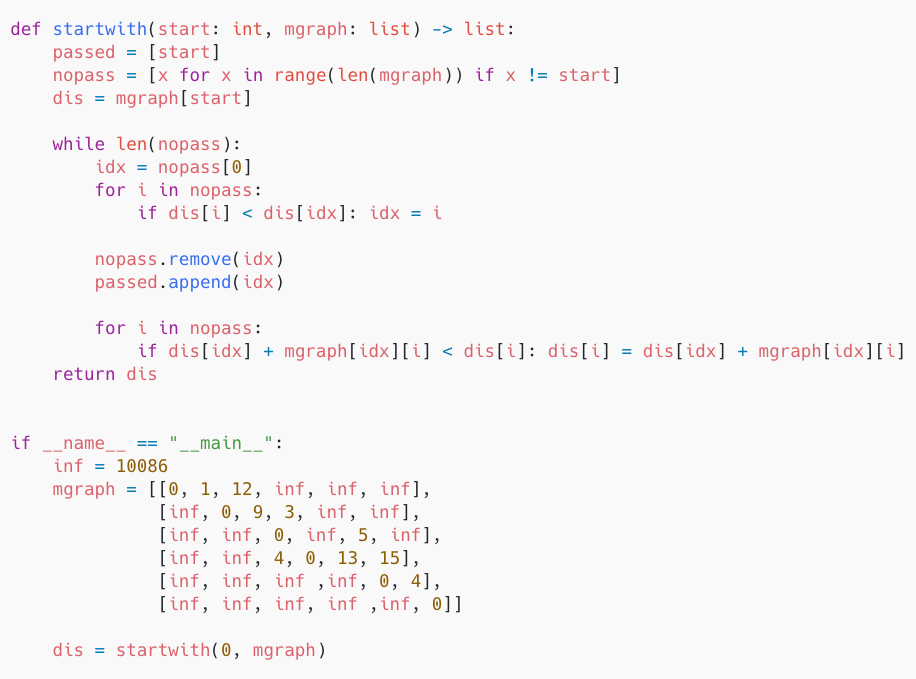 def startwith(start: int, mgraph: list) -> list:
    passed = [start]
    nopass = [x for x in range(len(mgraph)) if x != start]
    dis = mgraph[start]

    while len(nopass):
        idx = nopass[0]
        for i in nopass:
            if dis[i] < dis[idx]: idx = i

        nopass.remove(idx)
        passed.append(idx)

        for i in nopass:
            if dis[idx] + mgraph[idx][i] < dis[i]: dis[i] = dis[idx] + mgraph[idx][i]
    return dis


if __name__ == "__main__":
    inf = 10086
    mgraph = [[0, 1, 12, inf, inf, inf],
              [inf, 0, 9, 3, inf, inf],
              [inf, inf, 0, inf, 5, inf],
              [inf, inf, 4, 0, 13, 15],
              [inf, inf, inf ,inf, 0, 4],
              [inf, inf, inf, inf ,inf, 0]]

    dis = startwith(0, mgraph)